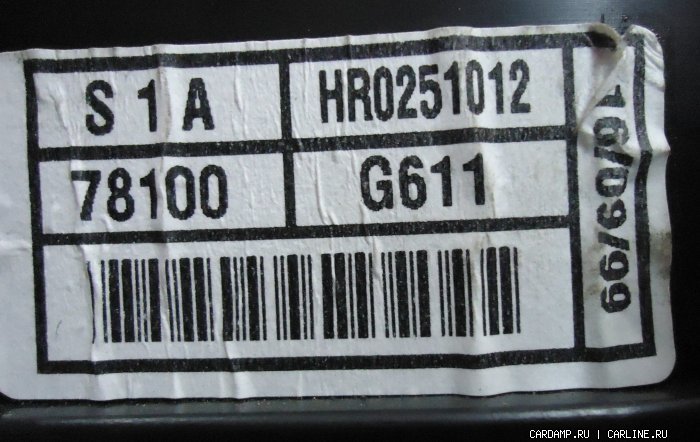 S 1 A
HR0251012
78100
G611
16/09/99
CARDAMP.RU | CARLINE.RU